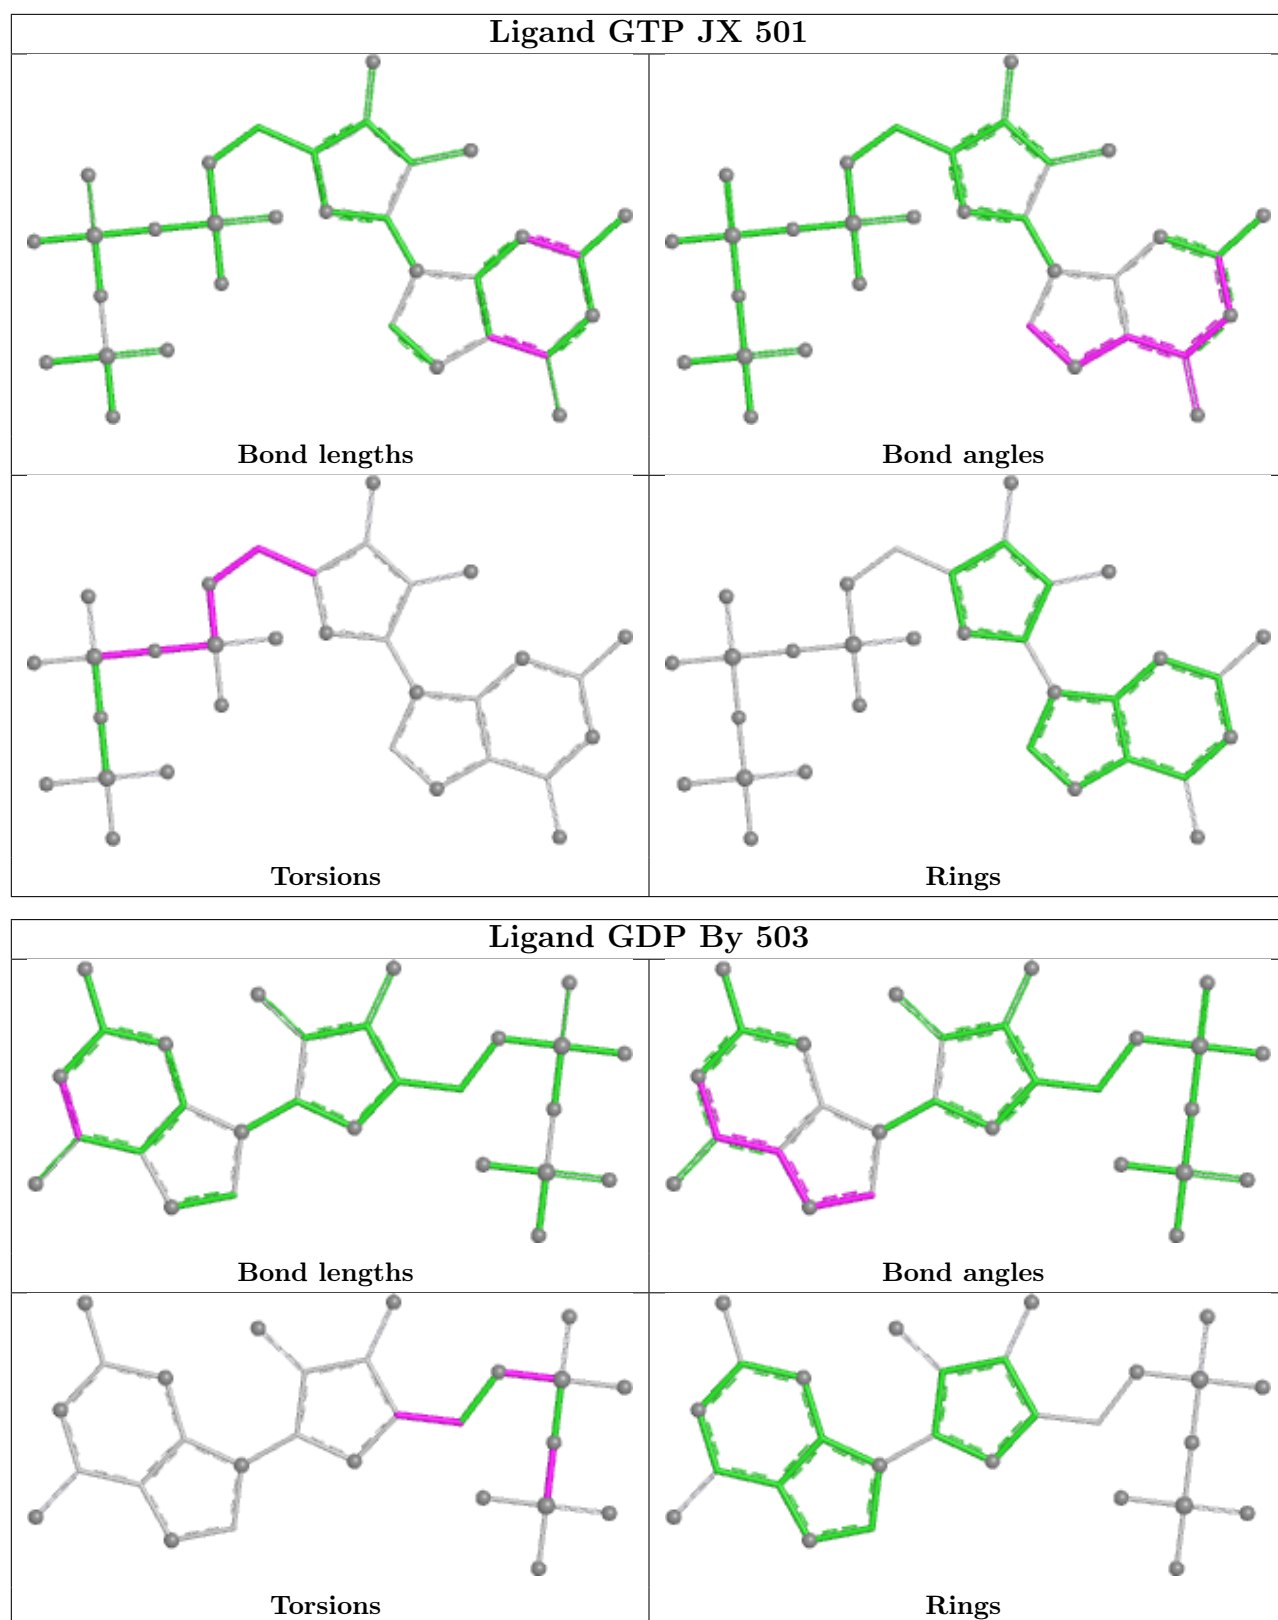 Ligand GTP JX 501
Bond lengths
Bond angles
Torsions
Rings
Ligand GDP By 503
Bond lengths
Bond angles
Torsions
Rings